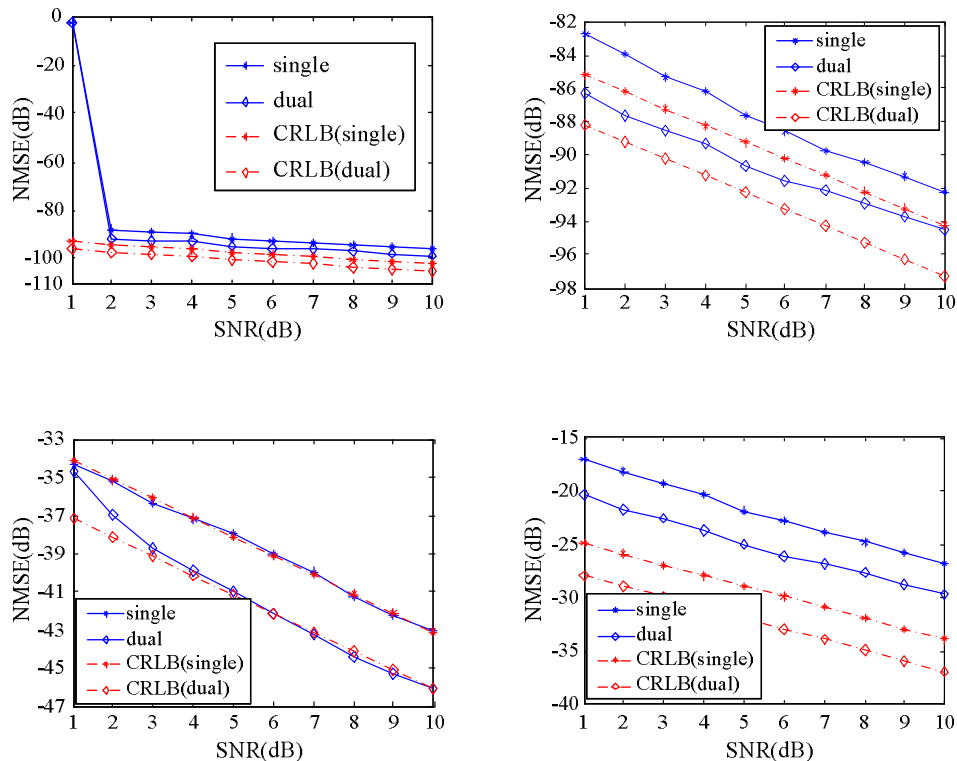 0
-20
-40
-60
-80
-100
-110
NMSE(dB)
single
dual
CRLB(single)
CRLB(dual)
1 2 3 4 5 6 7 8 9 10
SNR(dB)
-82
-84
-86
-88
-90
-92
-94
-96
-98
NMSE(dB)
single
dual
CRLB(single)
CRLB(dual)
1 2 3 4 5 6 7 8 9 10
SNR(dB)
-33
-35
-37
-39
-41
-43
-45
-47
NMSE(dB)
single
dual
CRLB(single)
CRLB(dual)
1 2 3 4 5 6 7 8 9 10
SNR(dB)
-15
-20
-25
-30
-35
-40
NMSE(dB)
single
dual
CRLB(single)
CRLB(dual)
1 2 3 4 5 6 7 8 9 10
SNR(dB)